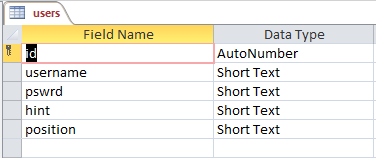 users
Field Name Data Type
id AutoNumber
username Short Text
pswrd Short Text
hint Short Text
position Short Text